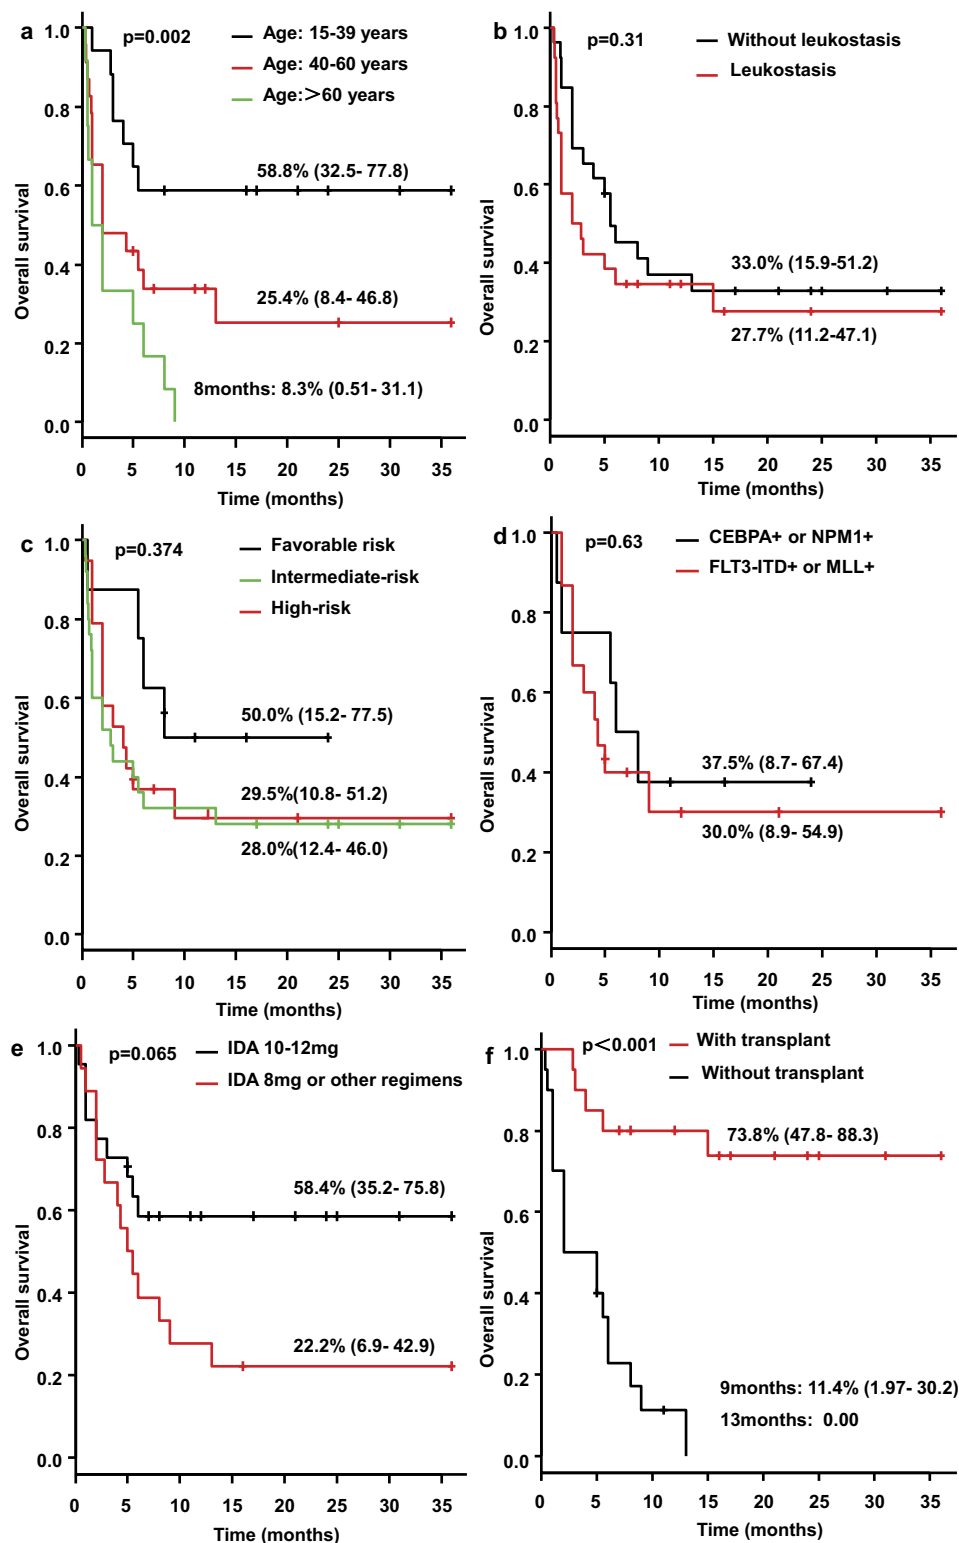 a
p=0.002
Age: 15-39 years
Age: 40-60 years
Age:＞60 years
58.8% (32.5- 77.8)
25.4% (8.4- 46.8)
8months: 8.3% (0.51- 31.1)
Overall survival
1.0
0.8
0.6
0.4
0.2
0.0
0 5 10 15 20 25 30 35
Time (months)
b
p=0.31
Without leukostasis
Leukostasis
33.0% (15.9-51.2)
27.7% (11.2-47.1)
Overall survival
1.0
0.8
0.6
0.4
0.2
0.0
0 5 10 15 20 25 30 35
Time (months)
c
p=0.374
Favorable risk
Intermediate-risk
High-risk
50.0% (15.2- 77.5)
29.5%(10.8- 51.2)
28.0%(12.4- 46.0)
Overall survival
1.0
0.8
0.6
0.4
0.2
0.0
0 5 10 15 20 25 30 35
Time (months)
d
p=0.63
CEBPA+ or NPM1+
FLT3-ITD+ or MLL+
37.5% (8.7- 67.4)
30.0% (8.9- 54.9)
Overall survival
1.0
0.8
0.6
0.4
0.2
0.0
0 5 10 15 20 25 30 35
Time (months)
e
p=0.065
IDA 10-12mg
IDA 8mg or other regimens
58.4% (35.2- 75.8)
22.2% (6.9- 42.9)
Overall survival
1.0
0.8
0.6
0.4
0.2
0.0
0 5 10 15 20 25 30 35
Time (months)
f
p＜0.001
With transplant
Without transplant
73.8% (47.8- 88.3)
9months: 11.4% (1.97- 30.2)
13months: 0.00
Overall survival
1.0
0.8
0.6
0.4
0.2
0.0
0 5 10 15 20 25 30 35
Time (months)